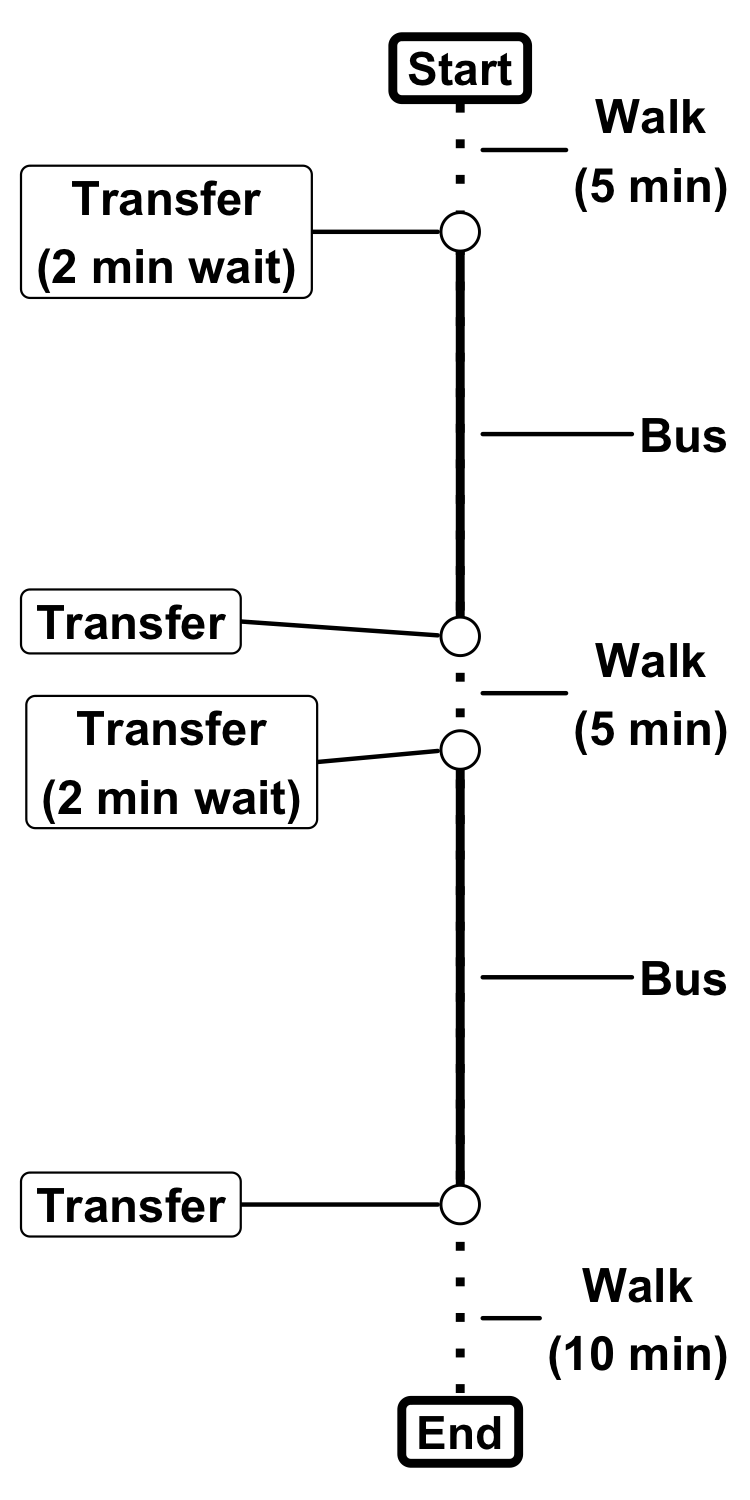 Start
Walk
(5 min)
Transfer
(2 min wait)
Bus
Transfer
Walk
(5 min)
Transfer
(2 min wait)
Bus
Transfer
Walk
(10 min)
End